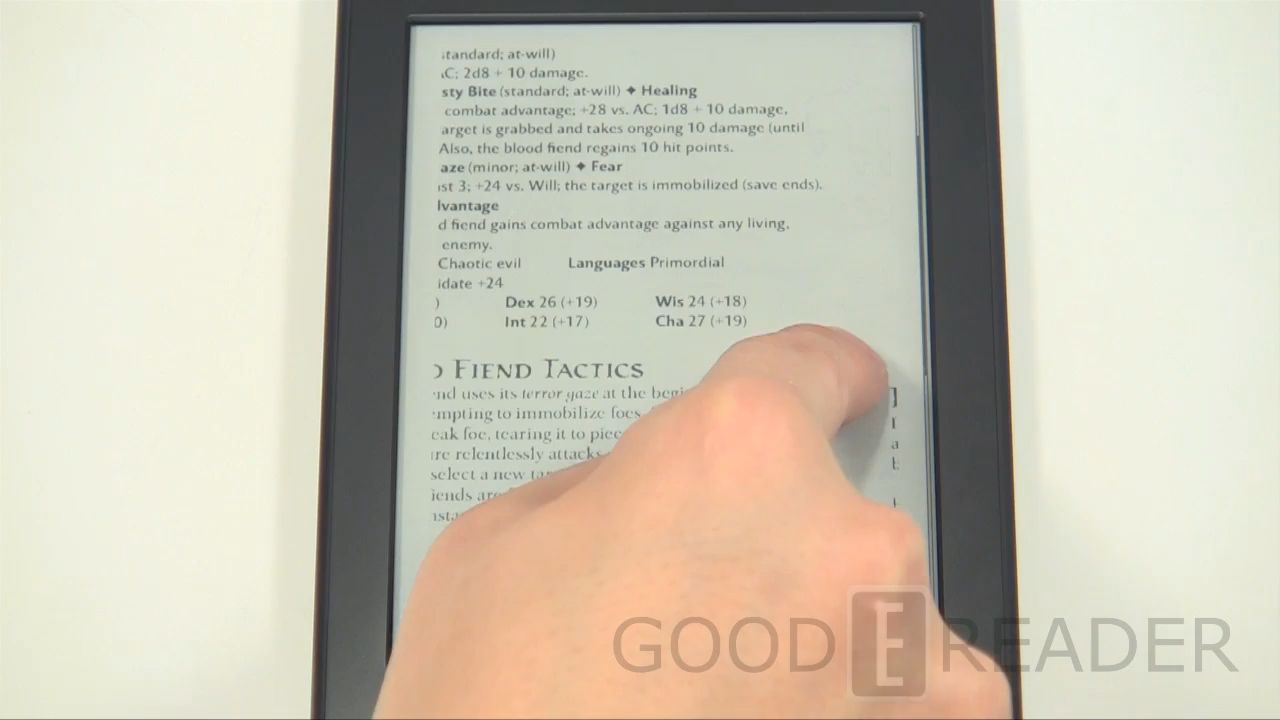 tandard; at-will)
C; 2d8 + 10 damage.
sty Bite (standard; at-will) ✦ Healing
combat advantage; +28 vs. AC; 1d8 + 10 damage,
arget is grabbed and takes ongoing 10 damage (until
Also, the blood fiend regains 10 hit points.
aze (minor; at-will) ✦ Fear
st 3; +24 vs. Will; the target is immobilized (save ends).
lvantage
d fiend gains combat advantage against any living,
enemy.
Chaotic evil Languages Primordial
idate +24
) Dex 26 (+19) Wis 24 (+18)
0) Int 22 (+17) Cha 27 (+19)
FIEND TACTICS
nd uses its terror gaze at the begi
mpting to immobilize foes.
eak foe, tearing it to piec
re relentlessly attacks
select a new tar
iends are
nsta
a
GOOD E READER